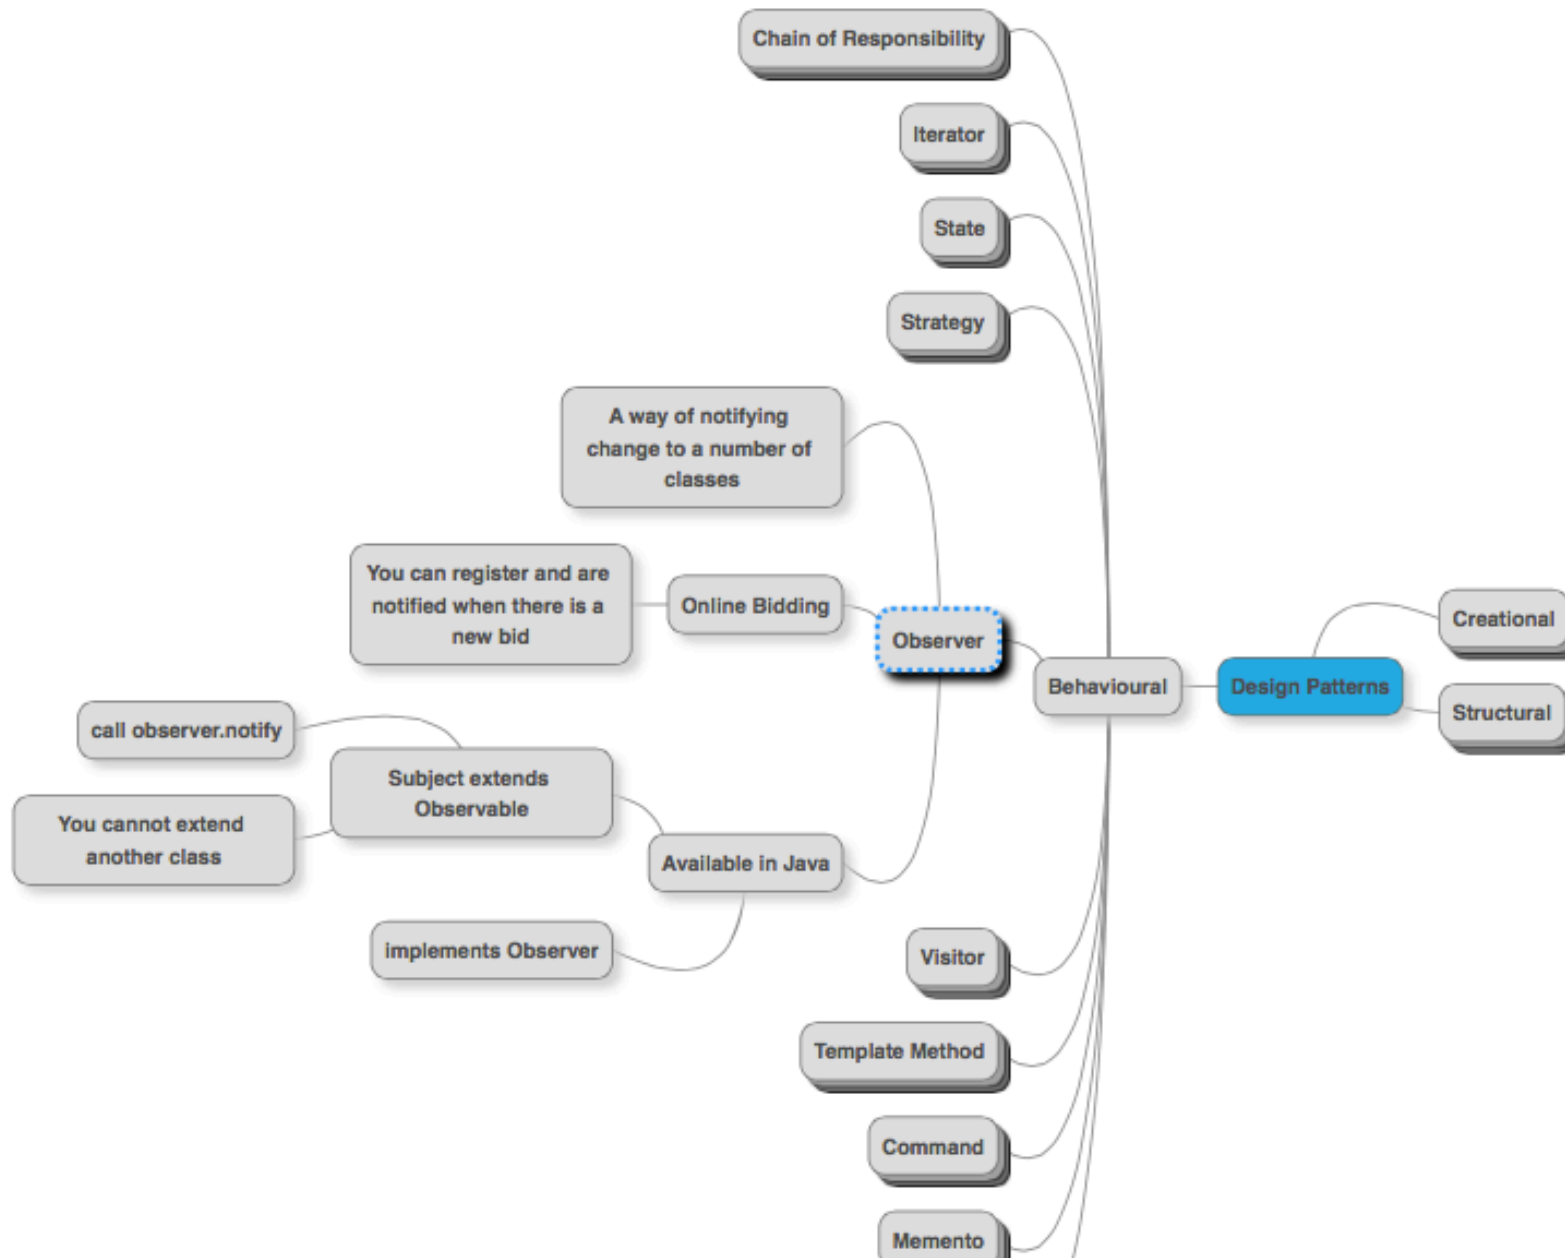 Chain of Responsibility
Iterator
State
Strategy
A way of notifying
change to a number of
classes
You can register and are
notified when there is a
new bid
Online Bidding
Observer
Behavioural
Design Patterns
Creational
Structural
call observer.notify
Subject extends
Observable
You cannot extend
another class
Available in Java
implements Observer
Visitor
Template Method
Command
Memento